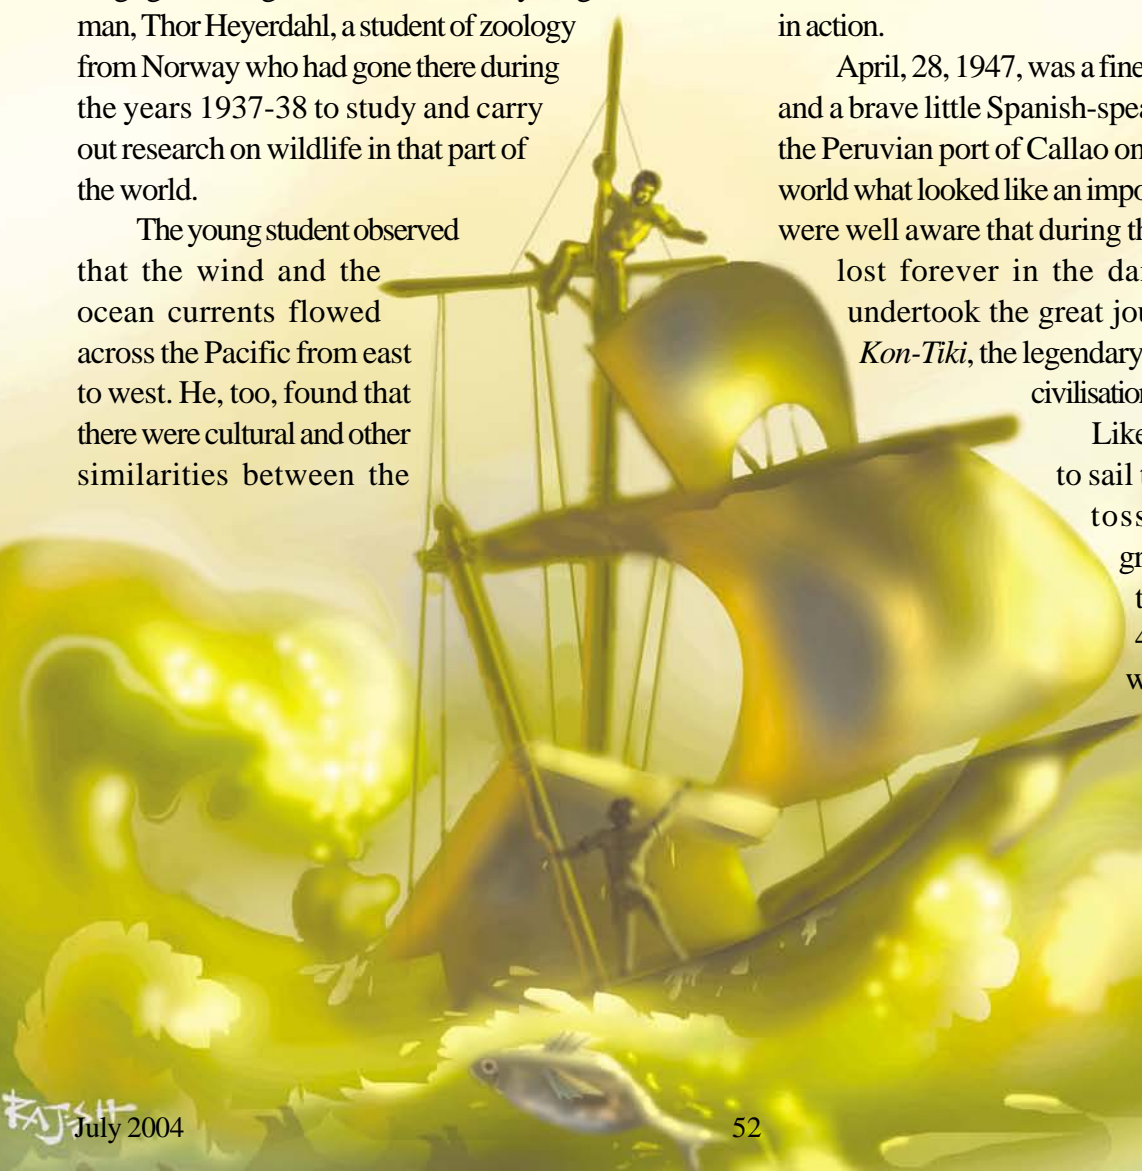 man, Thor Heyerdahl, a student of zoology
from Norway who had gone there during
the years 1937-38 to study and carry
out research on wildlife in that part of
the world.
The young student observed
that the wind and the
ocean currents flowed
across the Pacific from east
to west. He, too, found that
there were cultural and other
similarities between the
in action.
April, 28, 1947, was a fine
and a brave little Spanish-spea
the Peruvian port of Callao on
world what looked like an impo
were well aware that during th
lost forever in the da
undertook the great jou
Kon-Tiki, the legendary
civilisation
Like
to sail t
toss
gr
t
4
w
RAJESH
July 2004
52